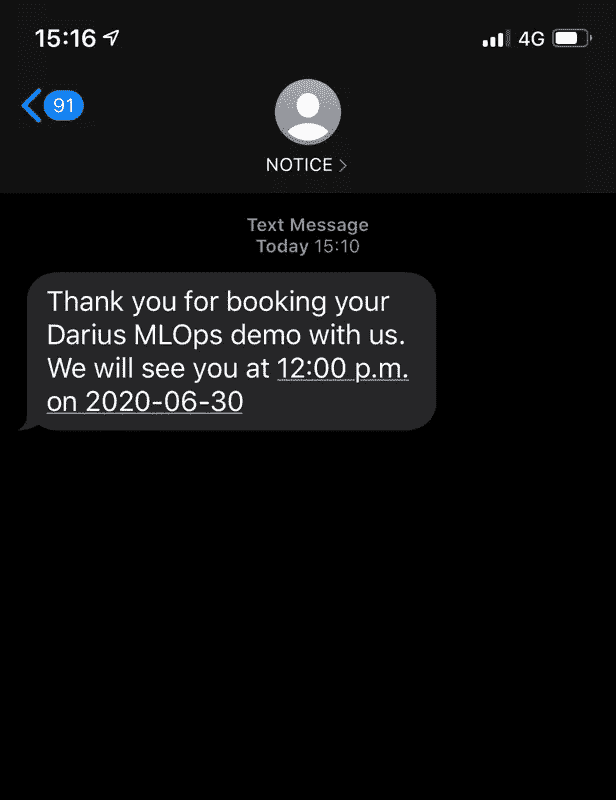 15:16
4G
91
NOTICE
Text Message
Today 15:10
Thank you for booking your
Darius MLOps demo with us.
We will see you at 12:00 p.m.
on 2020-06-30